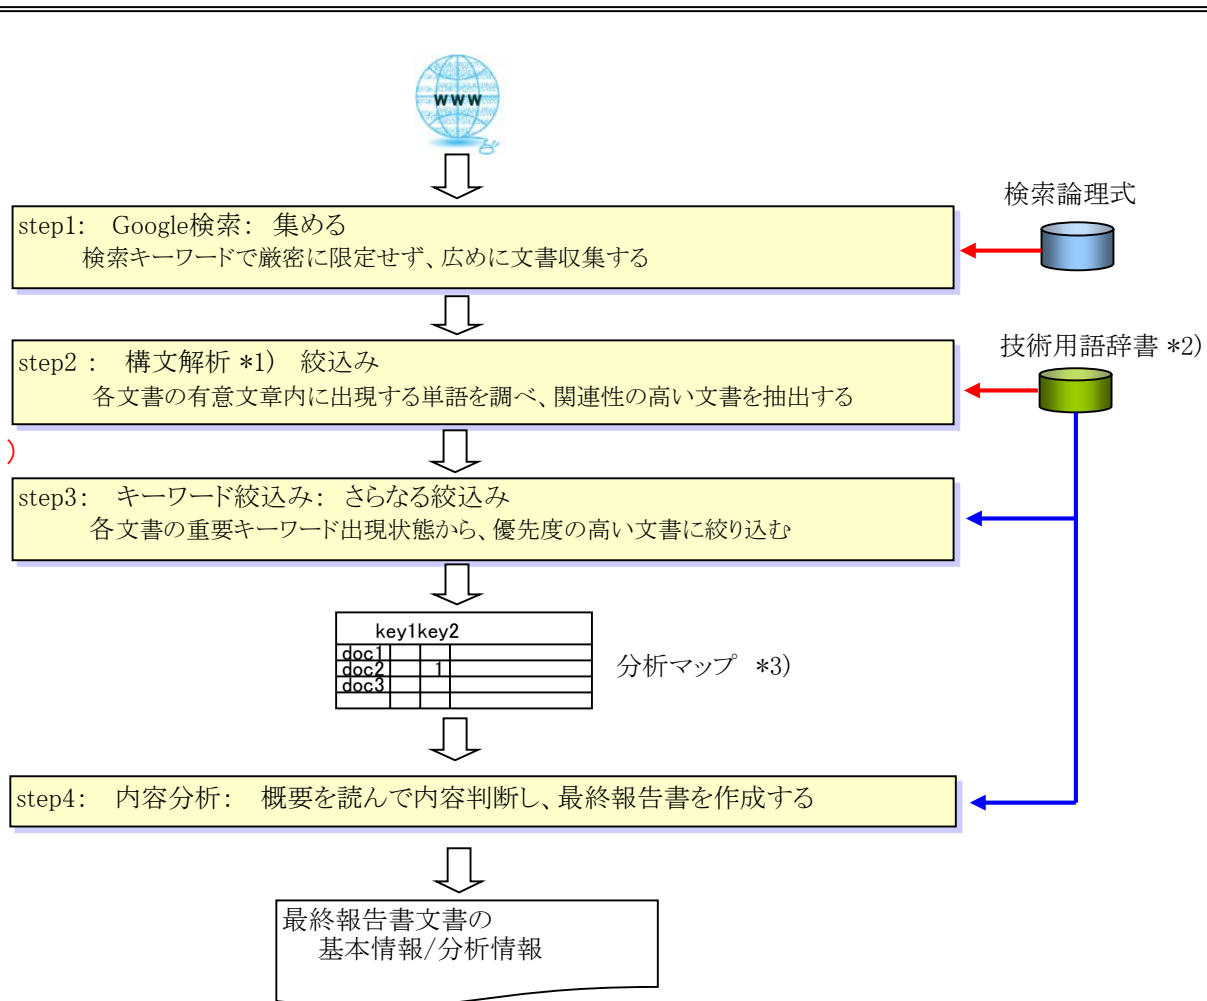 WWW
検索論理式
step1： Google検索： 集める
検索キーワードで厳密に限定せず、広めに文書収集する
技術用語辞書 *2)
step2 ： 構文解析 *1) 絞込み
各文書の有意文章内に出現する単語を調べ、関連性の高い文書を抽出する
)
step3： キーワード絞込み： さらなる絞込み
各文書の重要キーワード出現状態から、優先度の高い文書に絞り込む
key1 key2
doc1
doc2 1
doc3
分析マップ *3)
step4： 内容分析： 概要を読んで内容判断し、最終報告書を作成する
最終報告書文書の
基本情報/分析情報